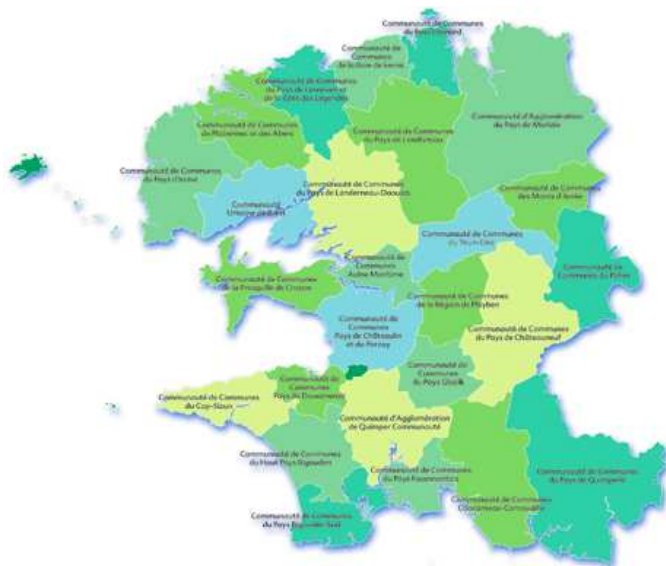 Communauté de Communes
du Pays Léonard
Communauté de
Communes
de la Baie du Kernic
Communauté de Communes
du Pays de Lesneven et
de la Côte des Légendes
Communauté d'Agglomération
du Pays de Morlaix
Communauté de Communes
de Plabennec et des Abers
Communauté de Communes
du Pays de Landivisiau
Communauté de Communes
du Pays d'Iroise
Communauté de Communes
du Pays de Landerneau-Daoulas
Communauté de Communes
des Monts d'Arrée
Communauté
Urbaine de Brest
Communauté de Communes
du Yeun Elez
Communauté de
Communes
Aulne Maritime
Communauté de
Communes du Poher
Communauté de Communes
de la Presqu'île de Crozon
Communauté de Communes
de la Région de Pleyben
Communauté de
Communes
Pays de Châteaulin
et du Porzay
Communauté de Communes
du Pays de Châteauneuf
Communauté de
Communes
du Pays Glazik
Communauté de
Communes
Pays de Douarnenez
Communauté de Communes
du Cap-Sizun
Communauté d'Agglomération
de Quimper Communauté
Communauté de Communes
du Haut Pays Bigouden
Communauté de Communes
du Pays Fouesnantais
Communauté de Communes
du Pays de Quimperlé
Communauté de Communes
Concarneau-Cornouaille
Communauté de Communes
du Pays Bigouden Sud